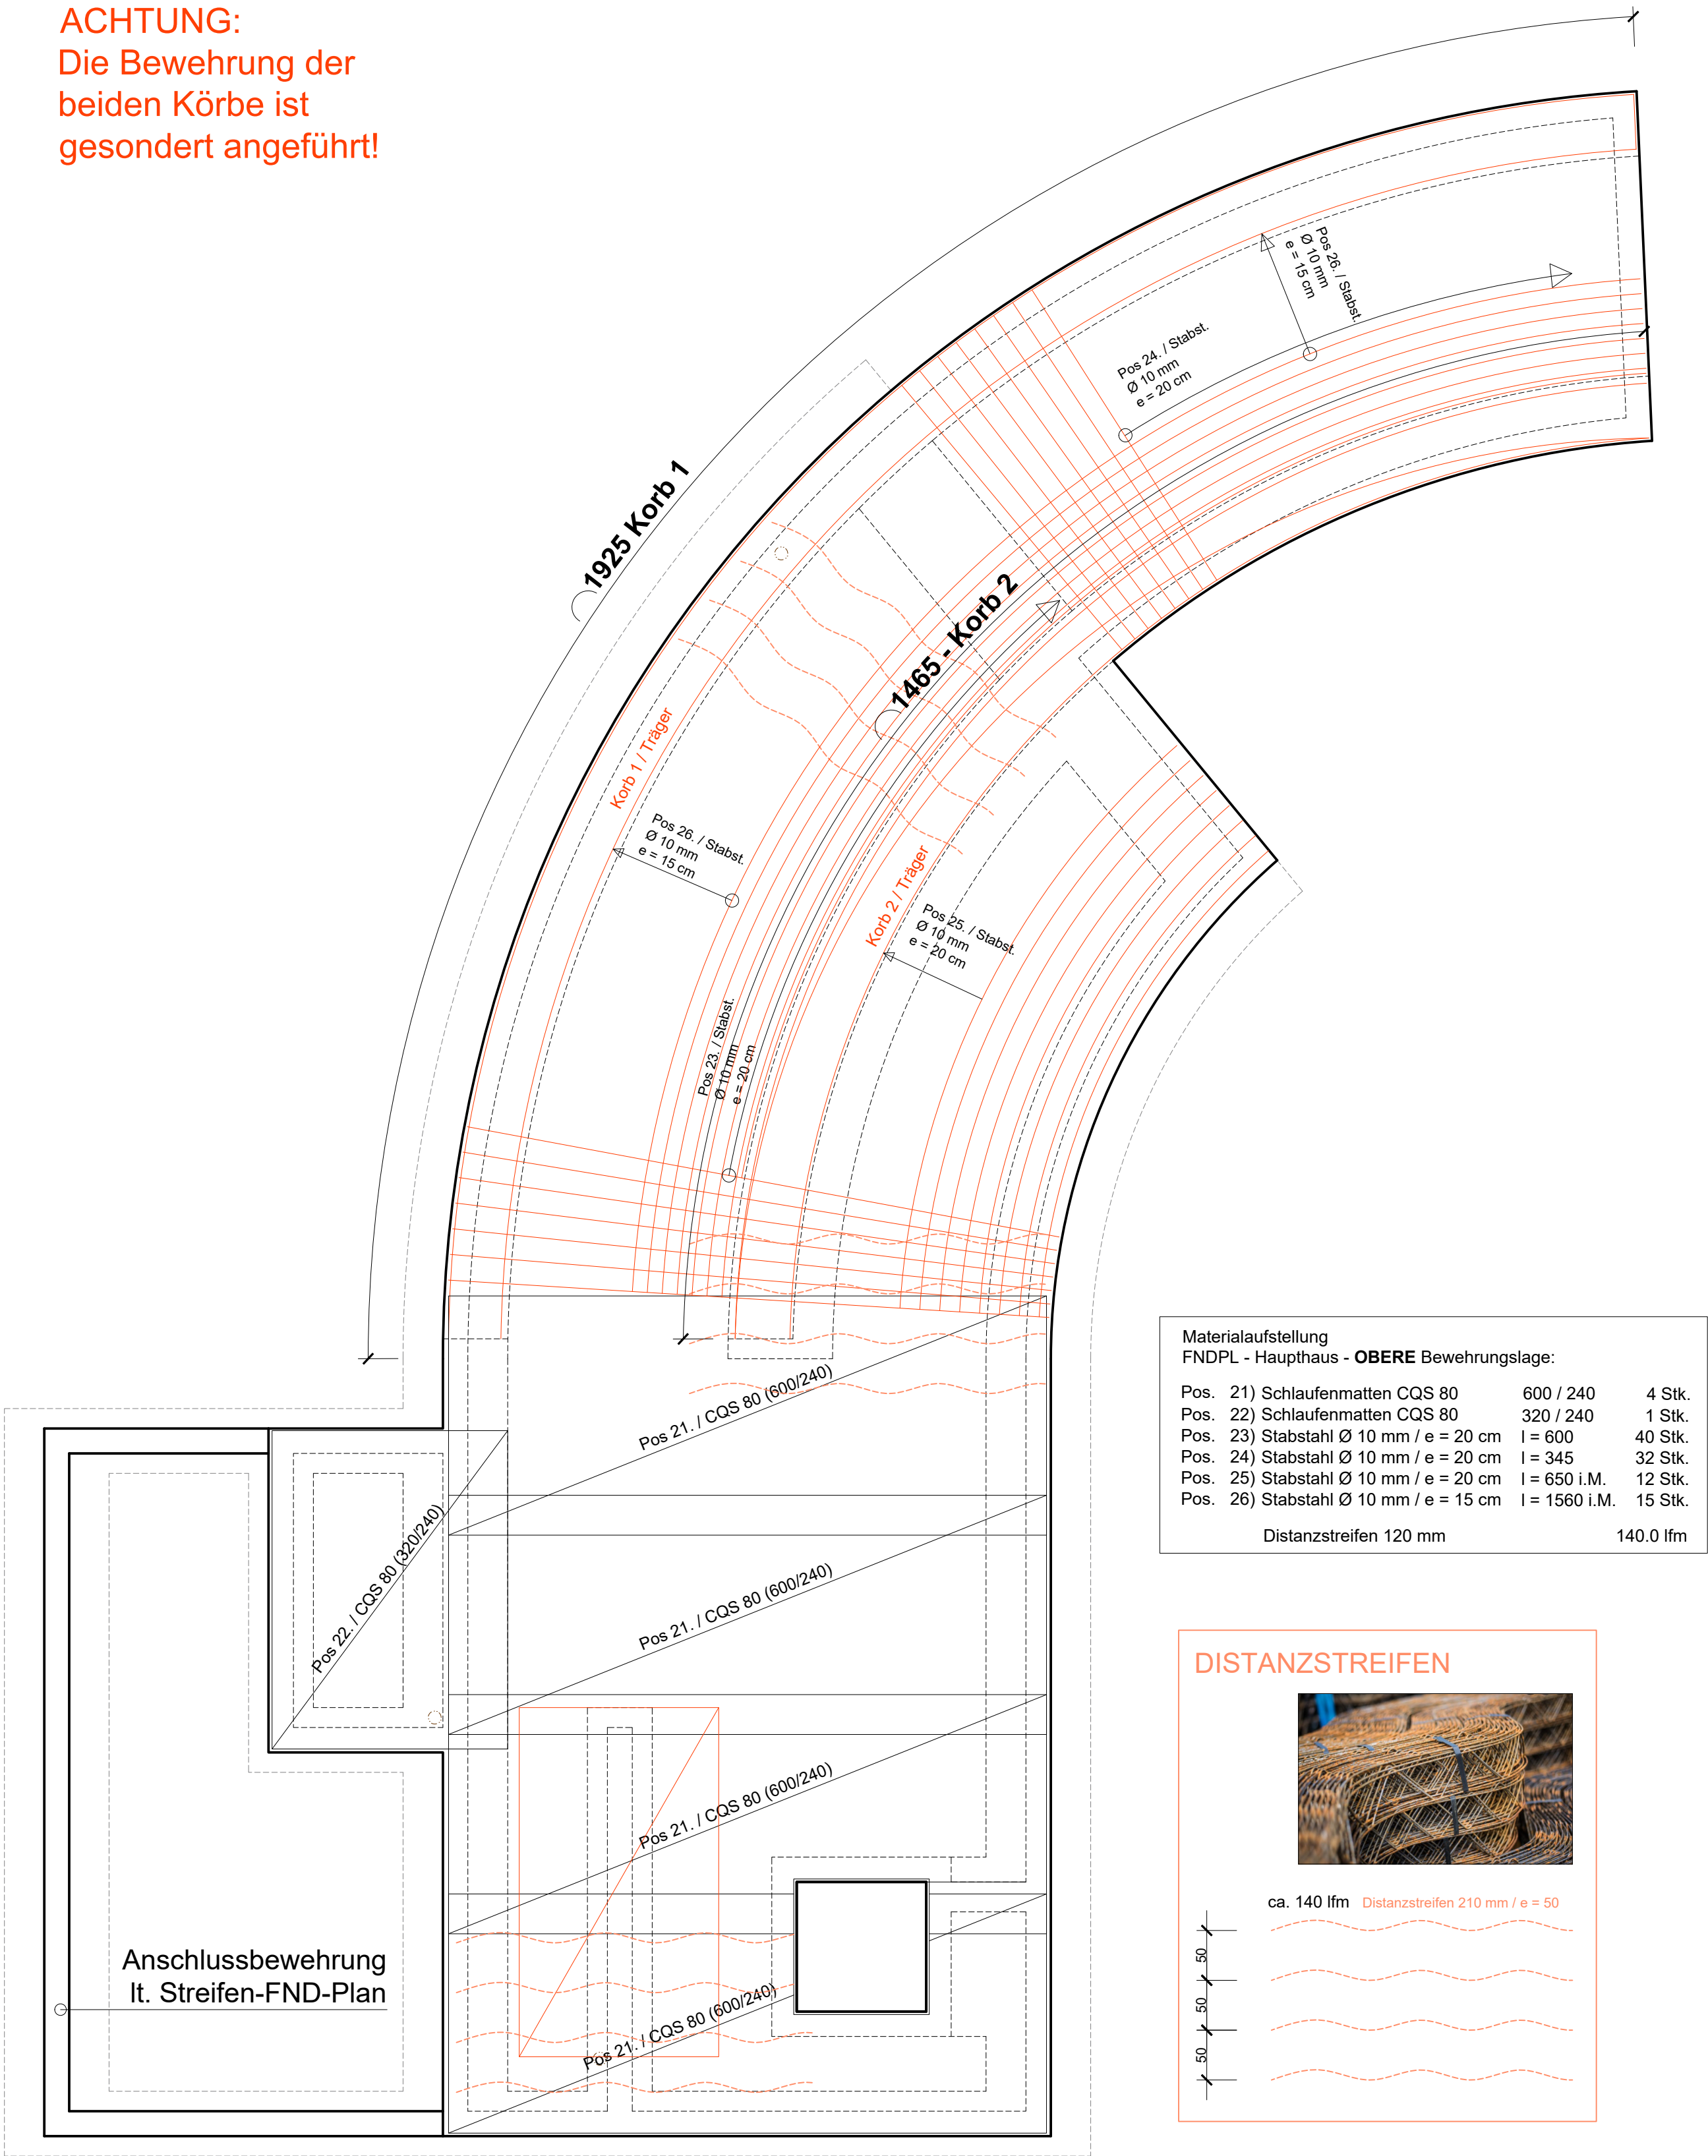 ACHTUNG:
Die Bewehrung der
beiden Körbe ist
gesondert angeführt!
Pos 26. / Stabst.
Ø 10 mm
e = 15 cm
Pos 24. / Stabst.
Ø 10 mm
e = 20 cm
1925 Korb 1
1465 - Korb 2
Korb 1 / Träger
Pos 26. / Stabst.
Ø 10 mm
e = 15 cm
Korb 2 / Träger
Pos 25. / Stabst.
Ø 10 mm
e = 20 cm
Pos 23. / Stabst.
Ø 10 mm
e = 20 cm
Pos 21. / CQS 80 (600/240)
Pos 22. / CQS 80 (320/240)
Pos 21. / CQS 80 (600/240)
Pos 21. / CQS 80 (600/240)
Pos 21. / CQS 80 (600/240)
Anschlussbewehrung
lt. Streifen-FND-Plan
Materialaufstellung
FNDPL - Haupthaus - OBERE Bewehrungslage:
Pos. 21) Schlaufenmatten CQS 80 600 / 240 4 Stk.
Pos. 22) Schlaufenmatten CQS 80 320 / 240 1 Stk.
Pos. 23) Stabstahl Ø 10 mm / e = 20 cm l = 600 40 Stk.
Pos. 24) Stabstahl Ø 10 mm / e = 20 cm l = 345 32 Stk.
Pos. 25) Stabstahl Ø 10 mm / e = 20 cm l = 650 i.M. 12 Stk.
Pos. 26) Stabstahl Ø 10 mm / e = 15 cm l = 1560 i.M. 15 Stk.
Distanzstreifen 120 mm 140.0 lfm
DISTANZSTREIFEN
ca. 140 lfm Distanzstreifen 210 mm / e = 50
50
50
50